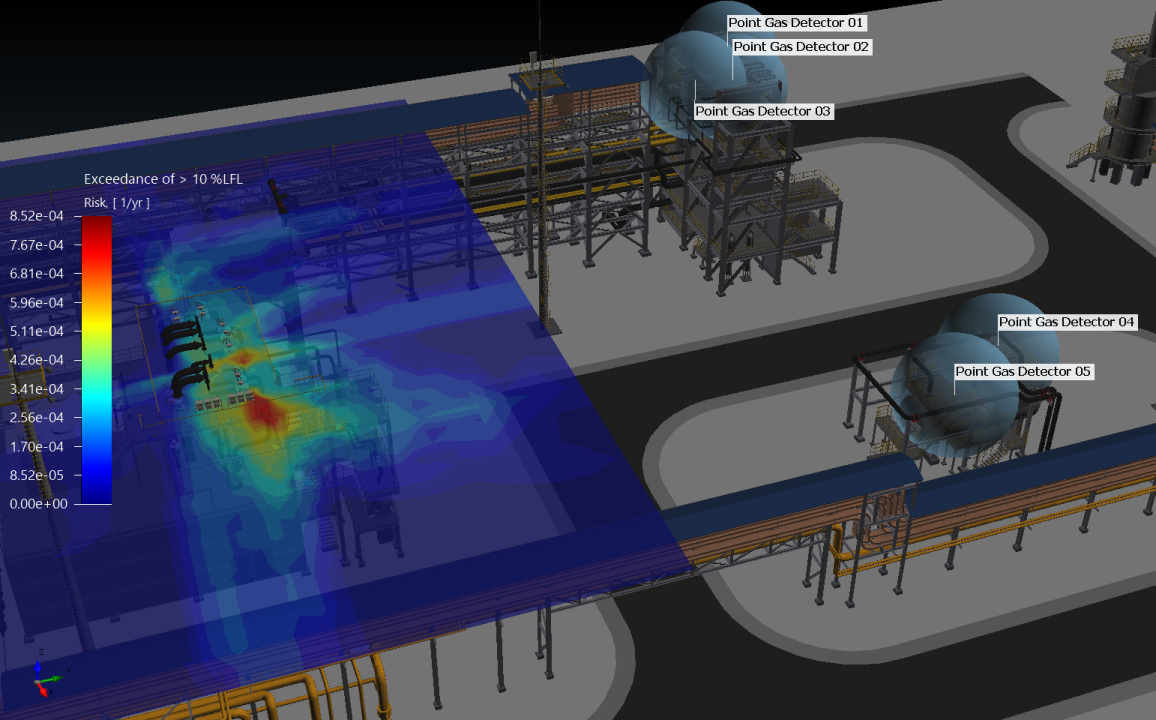 Point Gas Detector 01
Point Gas Detector 02
Point Gas Detector 03
Exceedance of > 10 %LFL
Risk, [ 1/yr ]
8.52e-04
7.67e-04
6.81e-04
5.96e-04
5.11e-04
4.26e-04
3.41e-04
2.56e-04
1.70e-04
8.52e-05
0.00e+00
Point Gas Detector 04
Point Gas Detector 05
Z
Y